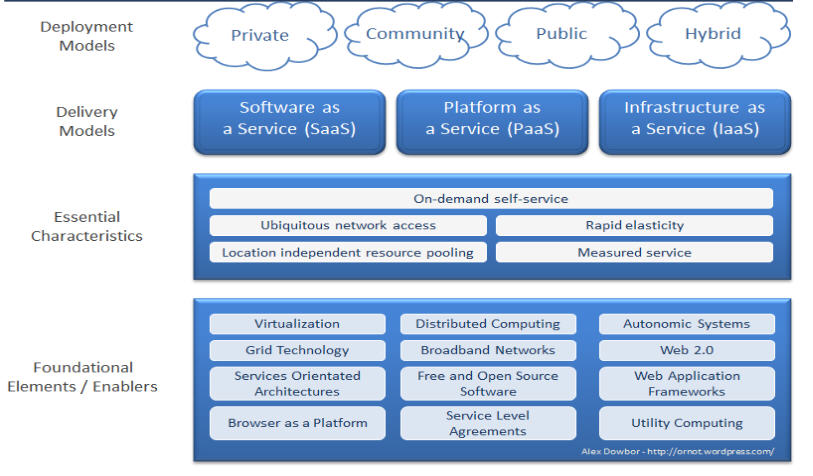 Deployment
Models
Private
Community
Public
Hybrid
Delivery
Models
Software as
a Service (SaaS)
Platform as
a Service (PaaS)
Infrastructure as
a Service (IaaS)
Essential
Characteristics
On-demand self-service
Ubiquitous network access
Rapid elasticity
Location independent resource pooling
Measured service
Foundational
Elements / Enablers
Virtualization
Distributed Computing
Autonomic Systems
Grid Technology
Broadband Networks
Web 2.0
Services Orientated
Architectures
Free and Open Source
Software
Web Application
Frameworks
Browser as a Platform
Service Level
Agreements
Utility Computing
Alex Dowbor - http://ornot.wordpress.com/